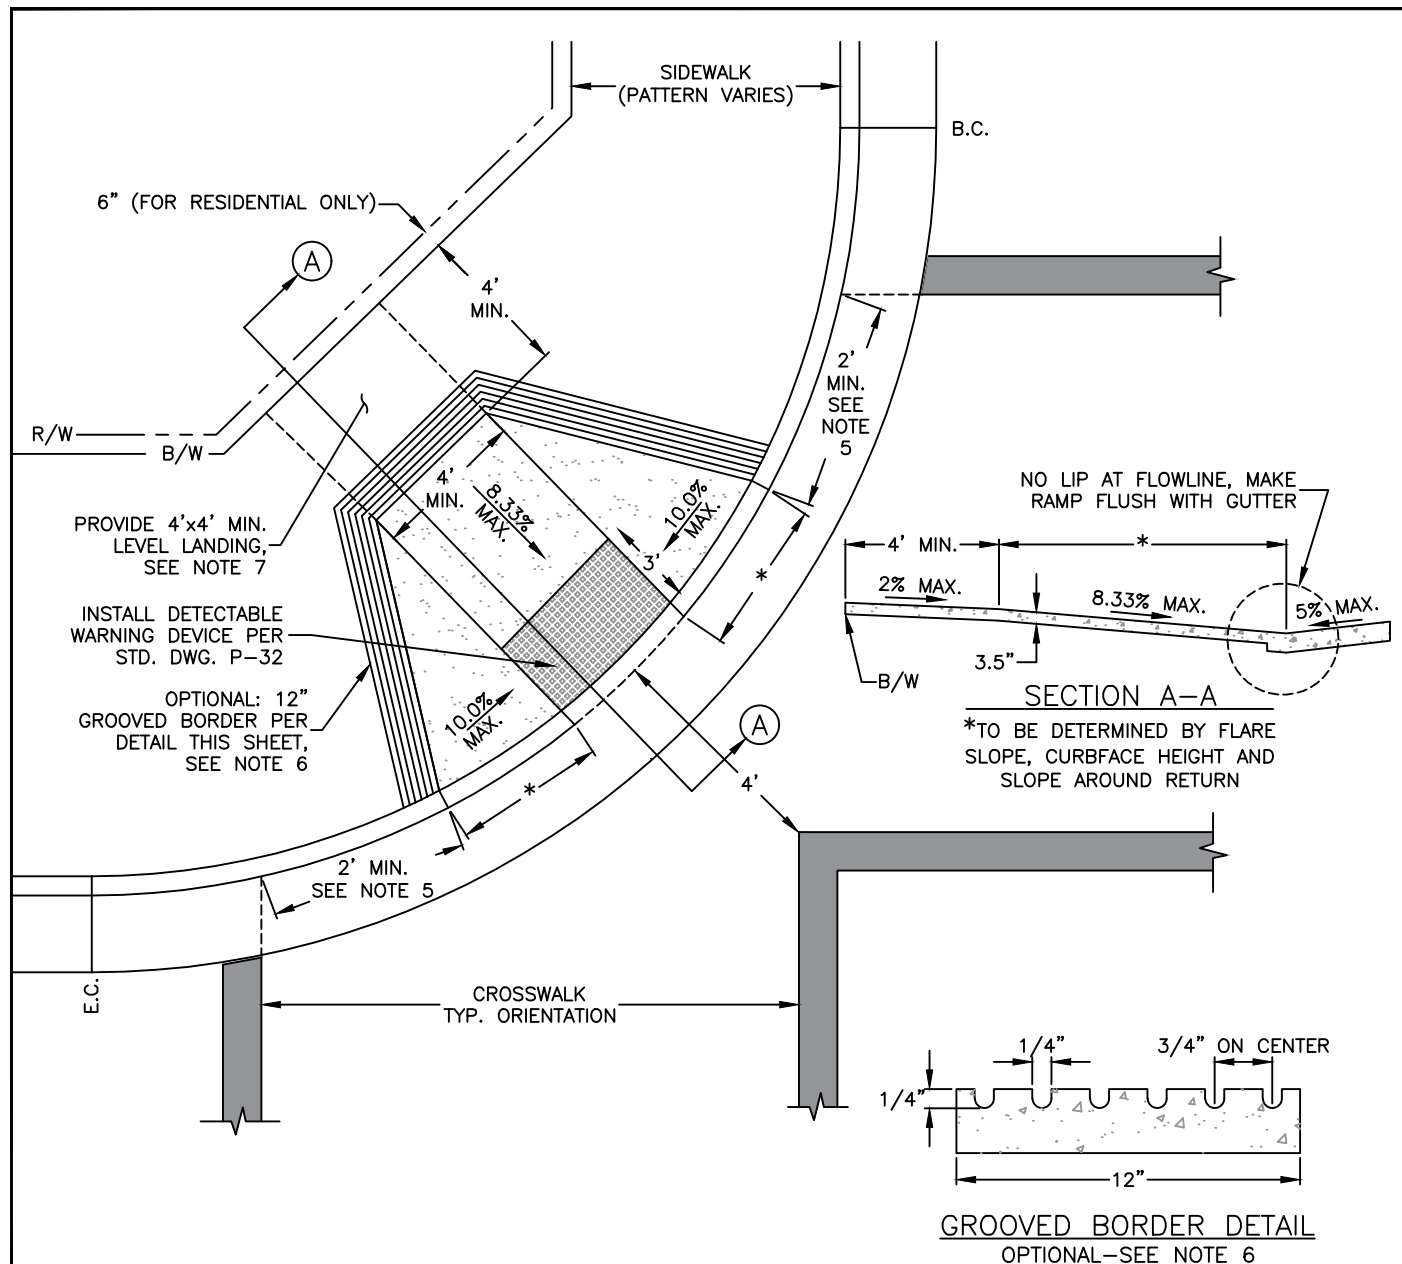 SIDEWALK
(PATTERN VARIES)
B.C.
6" (FOR RESIDENTIAL ONLY)
A
4'
MIN.
2'
MIN.
SEE
NOTE
5
R/W
B/W
4'
MIN.
8.33%
MAX.
10.0%
MAX.
3'
*
PROVIDE 4'x4' MIN.
LEVEL LANDING,
SEE NOTE 7
INSTALL DETECTABLE
WARNING DEVICE PER
STD. DWG. P-32
OPTIONAL: 12"
GROOVED BORDER PER
DETAIL THIS SHEET,
SEE NOTE 6
10.0%
MAX.
*
A
4'
2' MIN.
SEE NOTE 5
E.C.
CROSSWALK
TYP. ORIENTATION
NO LIP AT FLOWLINE, MAKE
RAMP FLUSH WITH GUTTER
4' MIN.
*
2% MAX.
8.33% MAX.
5% MAX.
3.5"
B/W
SECTION A-A
*TO BE DETERMINED BY FLARE
SLOPE, CURBFACE HEIGHT AND
SLOPE AROUND RETURN
1/4"
3/4" ON CENTER
1/4"
12"
GROOVED BORDER DETAIL
OPTIONAL-SEE NOTE 6